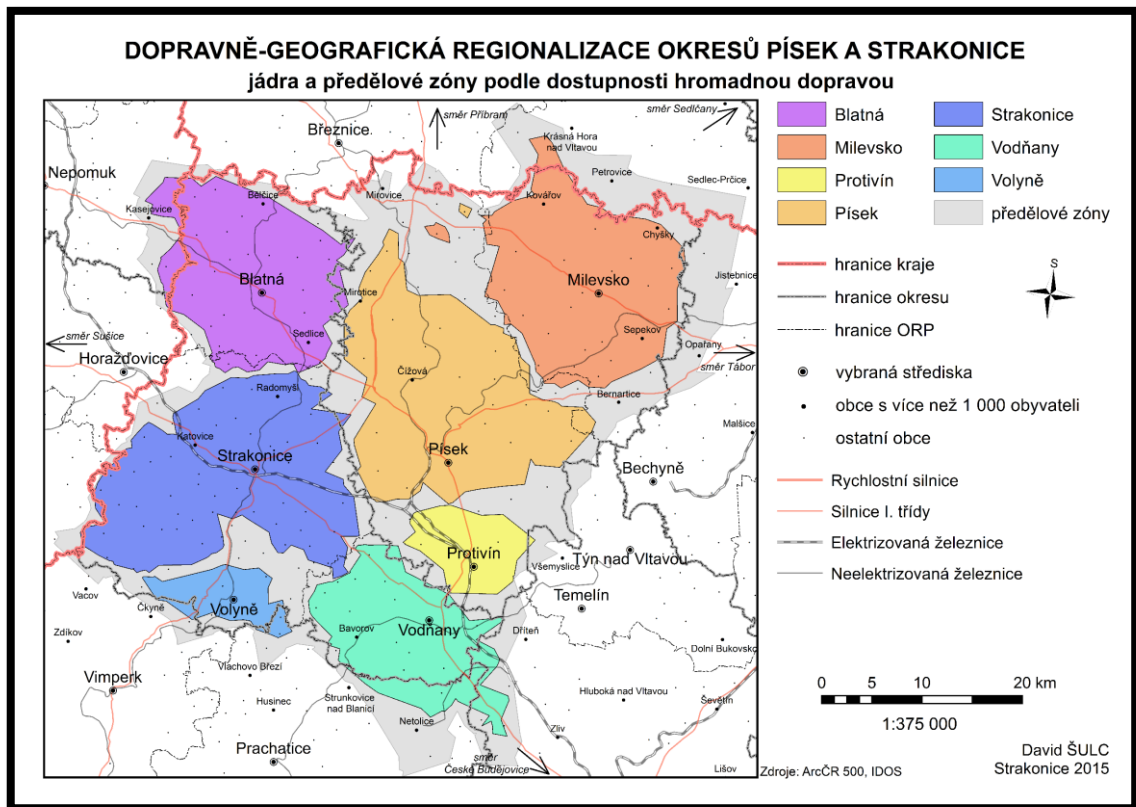 DOPRAVNĚ-GEOGRAFICKÁ REGIONALIZACE OKRESŮ PÍSEK A STRAKONICE
jádra a předělové zóny podle dostupnosti hromadnou dopravou
směr Příbram
směr Sedlčany
Březnice
Krásná Hora
nad Vltavou
Nepomuk
Petrovice
Sedlec-Prčice
Mirovice
Bělčice
Kovářov
Kasejovice
Chyšky
Blatná
Milevsko
Jistebnice
Mirotice
směr Sušice
Sedlice
Sepekov
Opařany
Horažďovice
směr Tábor
Čížová
Radomyšl
Bernartice
Malšice
Katovice
Strakonice
Písek
Bechyně
Protivín
Týn nad Vltavou
Všemyslice
Vacov
Čkyně
Volyně
Temelín
Zdíkov
Bavorov
Vodňany
Dříteň
Dolní Bukovsko
Vlachovo Březí
Vimperk
Strunkovice
nad Blanicí
Hluboká nad Vltavou
Husinec
Netolice
Ševětín
Zliv
Prachatice
směr
České Budějovice
Lišov
Blatná
Strakonice
Milevsko
Vodňany
Protivín
Volyně
Písek
předělové zóny
hranice kraje
S
hranice okresu
hranice ORP
vybraná střediska
obce s více než 1 000 obyvateli
ostatní obce
Rychlostní silnice
Silnice I. třídy
Elektrizovaná železnice
Neelektrizovaná železnice
0 5 10 20 km
1:375 000
David ŠULC
Strakonice 2015
Zdroje: ArcČR 500, IDOS